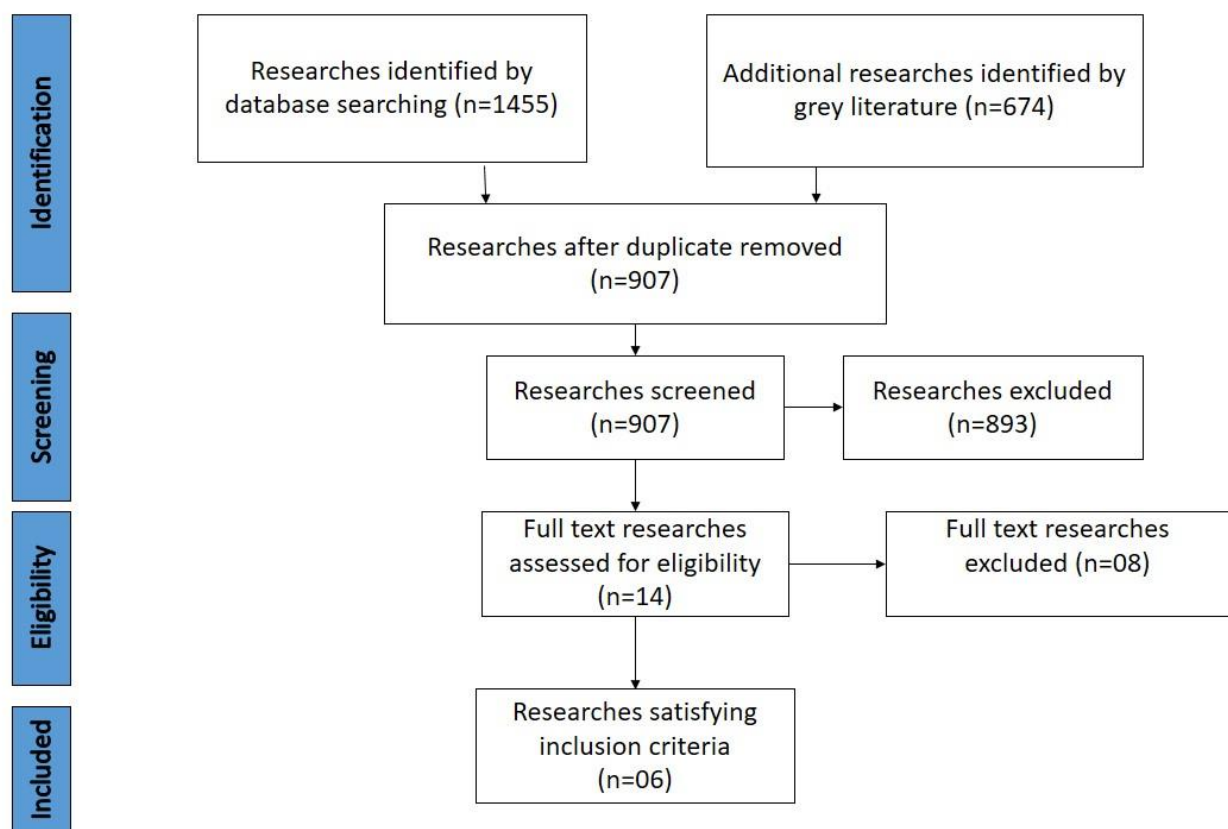 Identification
Researches identified by
database searching (n=1455)
Additional researches identified by
grey literature (n=674)
Researches after duplicate removed
(n=907)
Screening
Researches screened
(n=907)
Researches excluded
(n=893)
Eligibility
Full text researches
assessed for eligibility
(n=14)
Full text researches
excluded (n=08)
Included
Researches satisfying
inclusion criteria
(n=06)